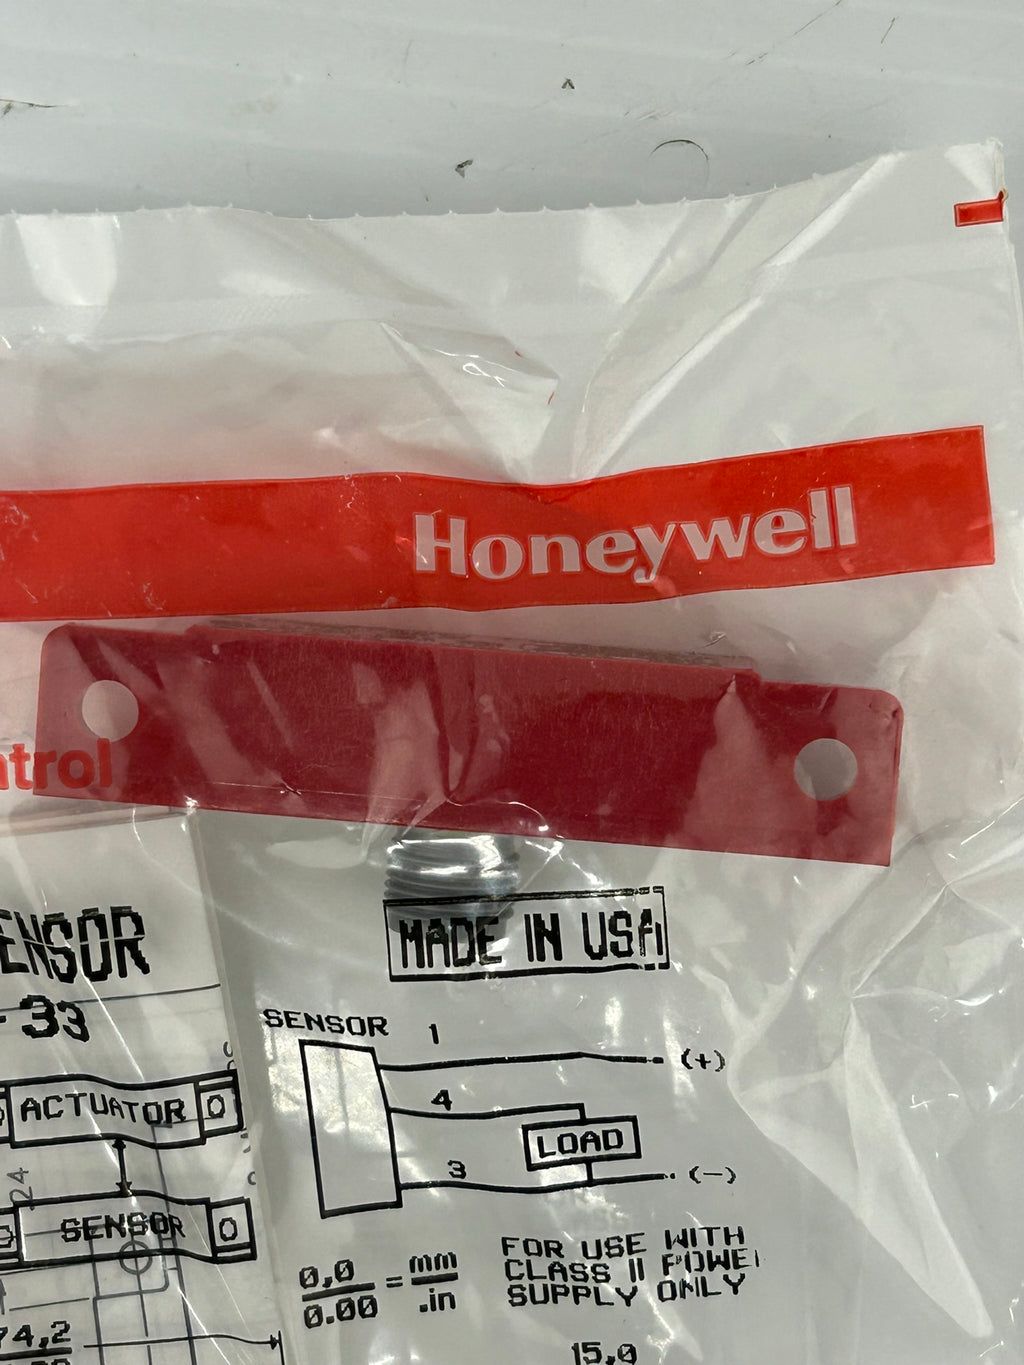 Honeywell
ntrol
ENSOR
MADE IN USA
- 33
SENSOR 1
(+)
4
ACTUATOR
LOAD
3
(-)
24
SENSOR
FOR USE WITH
CLASS II POWE
SUPPLY ONLY
0,0 = mm
0.00 .in
74,2
15,0